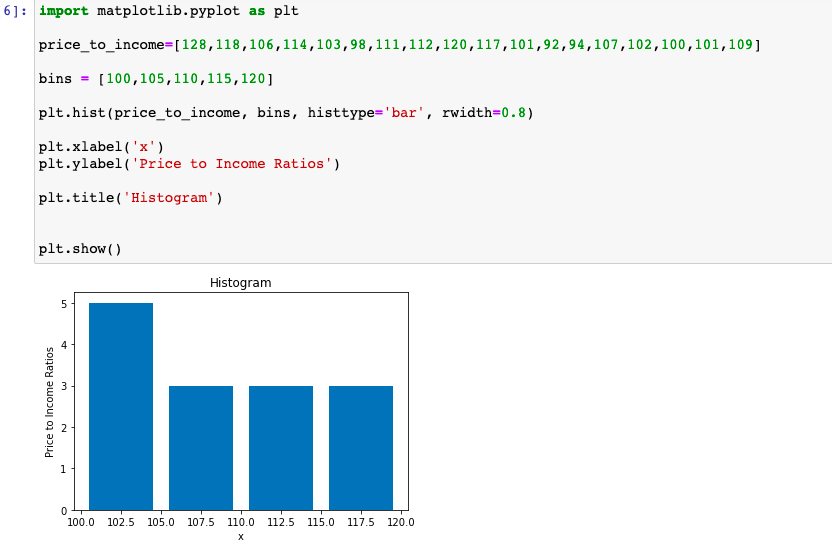 6]: import matplotlib.pyplot as plt
price_to_income=[128,118,106,114,103,98,111,112,120,117,101,92,94,107,102,100,101,109]
bins = [100,105,110,115,120]
plt.hist(price_to_income, bins, histtype='bar', rwidth=0.8)
plt.xlabel('x')
plt.ylabel('Price to Income Ratios')
plt.title('Histogram')
plt.show()
Histogram
Price to Income Ratios
5
4
3
2
1
0
100.0 102.5 105.0 107.5 110.0 112.5 115.0 117.5 120.0
x